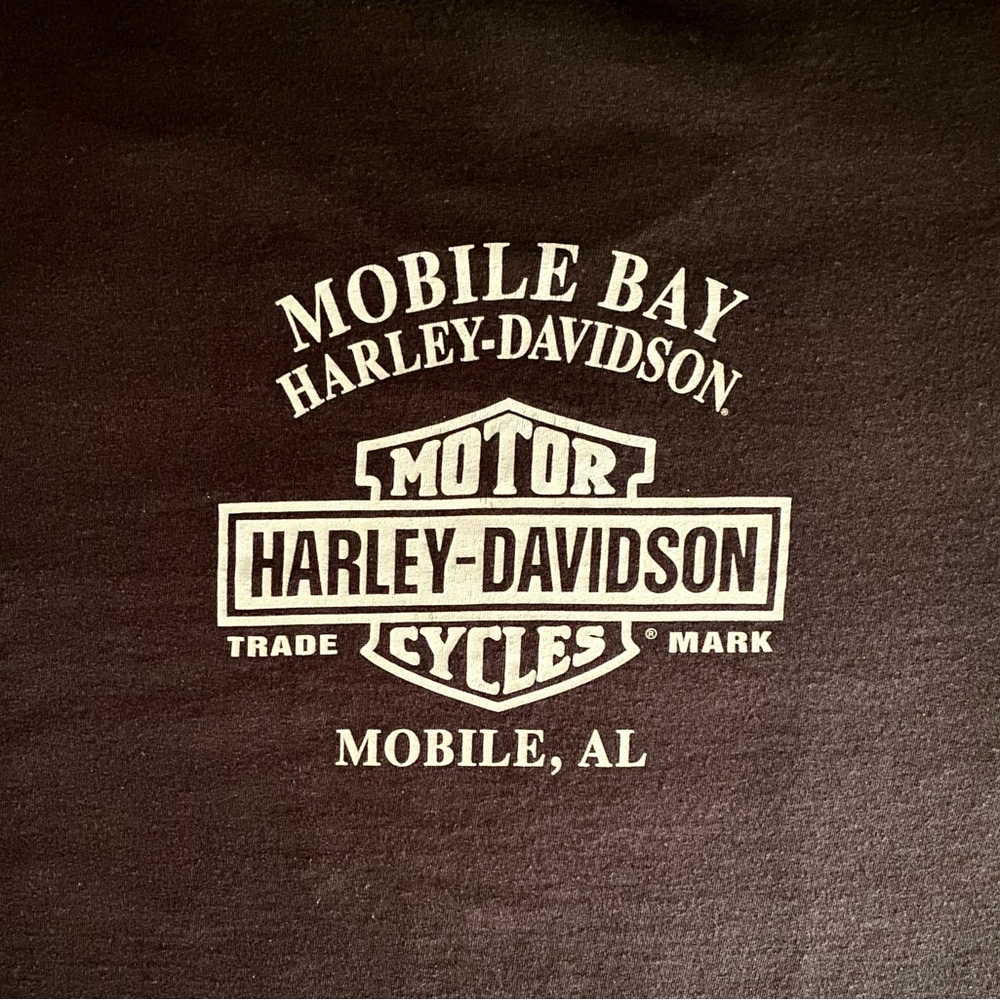 MOBILE BAY
HARLEY-DAVIDSON®
MOTOR
HARLEY-DAVIDSON
TRADE CYCLES ® MARK
MOBILE, AL